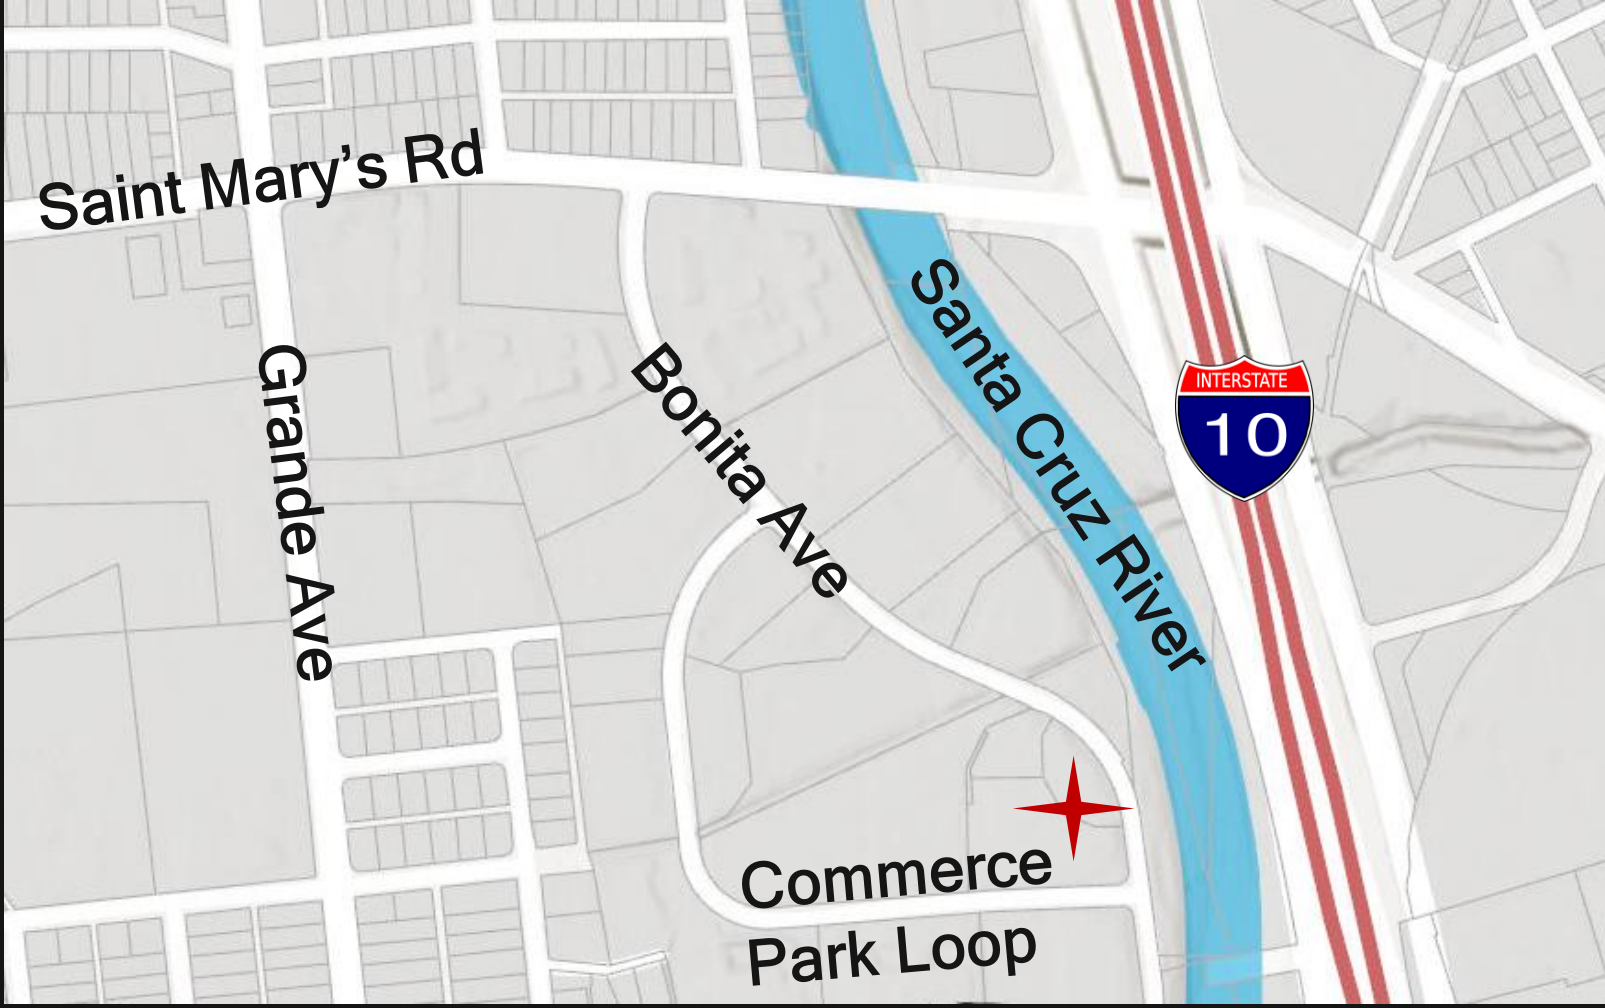 Saint Mary's Rd
Grande Ave
Bonita Ave
Santa Cruz River
INTERSTATE
10
Commerce
Park Loop